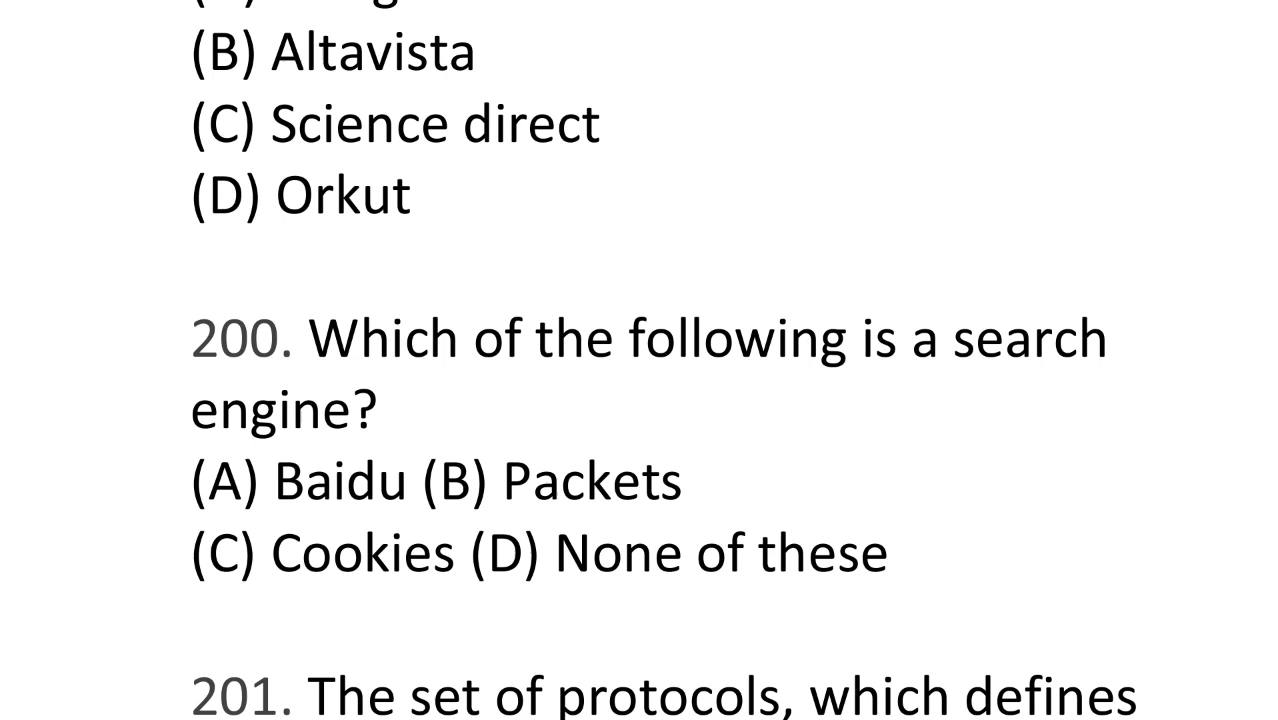 (B) Altavista
(C) Science direct
(D) Orkut
200. Which of the following is a search
engine?
(A) Baidu (B) Packets
(C) Cookies (D) None of these
201. The set of protocols, which defines